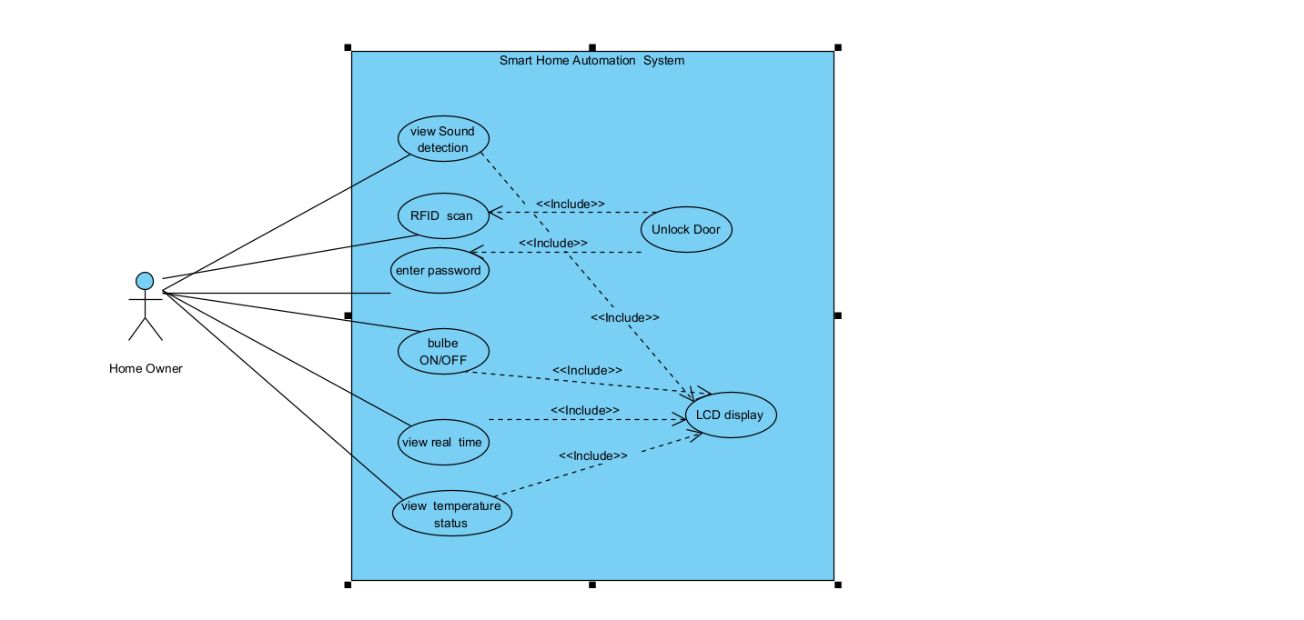 Smart Home Automation  System
view Sound
detection
<<Include>>
RFID  scan
Unlock Door
<<Include>>
enter password
<<Include>>
bulbe
ON/OFF
Home Owner
<<Include>>
<<Include>>
LCD display
view real  time
<<Include>>
view  temperature
status